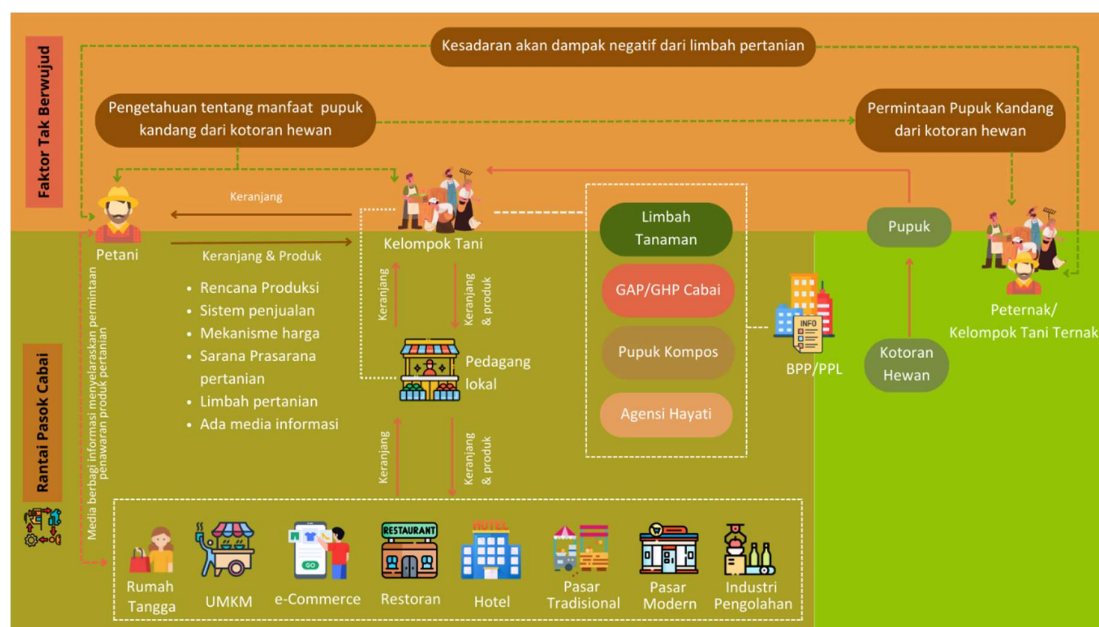 Faktor Tak Berwujud
Kesadaran akan dampak negatif dari limbah pertanian
Pengetahuan tentang manfaat pupuk
kandang dari kotoran hewan
Permintaan Pupuk Kandang
dari kotoran hewan
Keranjang
Petani
Keranjang & Produk
Kelompok Tani
Limbah
Tanaman
GAP/GHP Cabai
Pupuk Kompos
Agensi Hayati
INFO
BPP/PPL
Pupuk
Kotoran
Hewan
Peternak/
Kelompok Tani Ternak
Rantai Pasok Cabai
Media berbagi informasi menyelaraskan permintaan
penawaran produk pertanian
• Rencana Produksi
• Sistem penjualan
• Mekanisme harga
• Sarana Prasarana
pertanian
• Limbah pertanian
• Ada media informasi
Keranjang
Keranjang
& produk
Pedagang
lokal
Keranjang
Keranjang
& produk
Rumah
Tangga
UMKM
GO
e-Commerce
RESTAURANT
Restoran
HOTEL
Hotel
Pasar
Tradisional
Pasar
Modern
Industri
Pengolahan